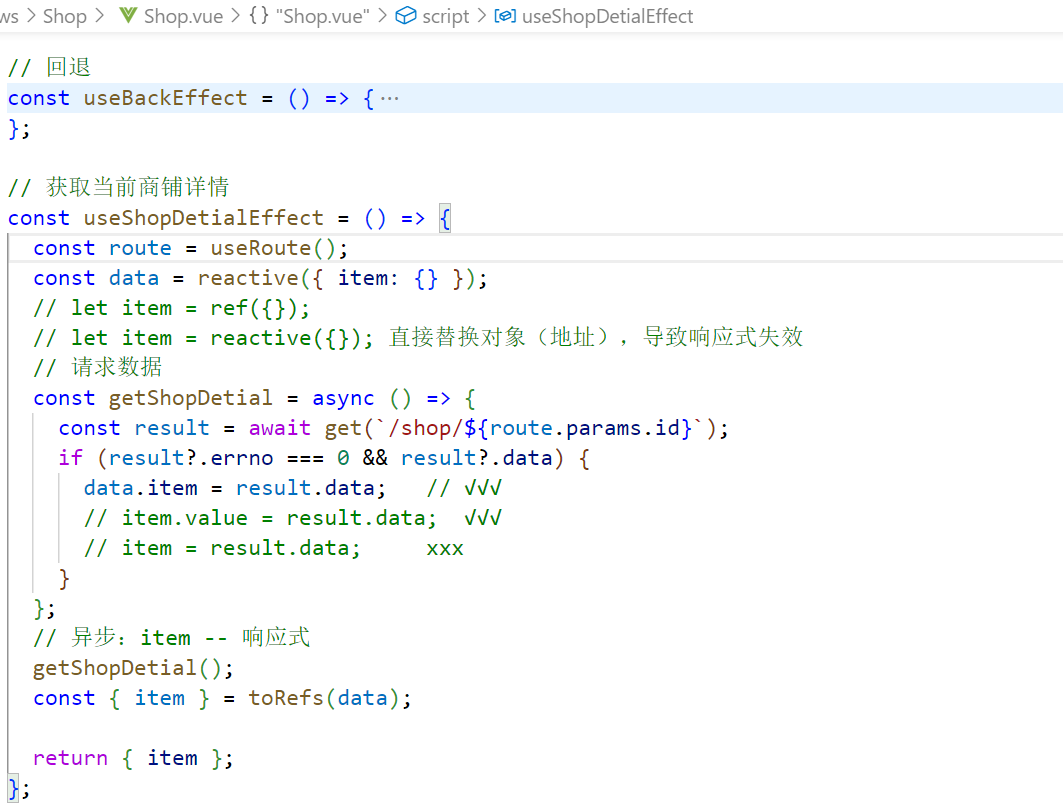 ws > Shop > Shop.vue > {} "Shop.vue" > script > useShopDetialEffect
// 回退
const useBackEffect = () => {···
};
// 获取当前商铺详情
const useShopDetialEffect = () => {
const route = useRoute();
const data = reactive({ item: {} });
// let item = ref({});
// let item = reactive({}); 直接替换对象（地址），导致响应式失效
// 请求数据
const getShopDetial = async () => {
const result = await get(`/shop/${route.params.id}`);
if (result?.errno === 0 && result?.data) {
data.item = result.data; // √√√
// item.value = result.data; √√√
// item = result.data; xxx
}
};
// 异步：item -- 响应式
getShopDetial();
const { item } = toRefs(data);
return { item };
};